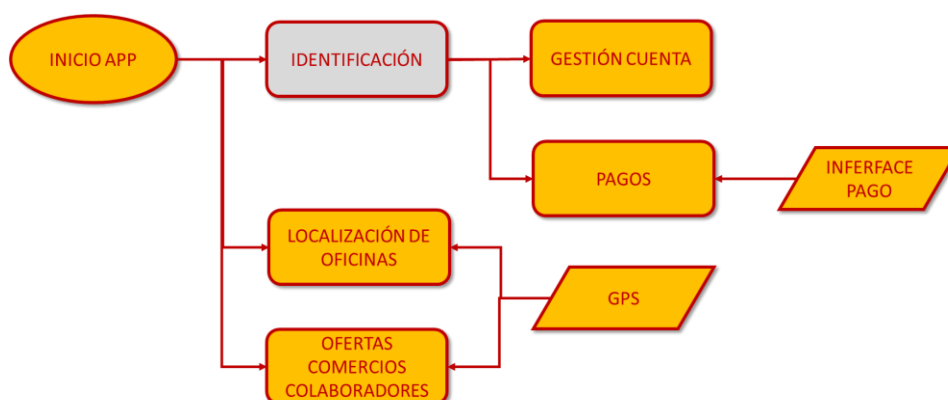 INICIO APP
IDENTIFICACIÓN
GESTIÓN CUENTA
PAGOS
INFERFACE
PAGO
LOCALIZACIÓN DE
OFICINAS
GPS
OFERTAS
COMERCIOS
COLABORADORES